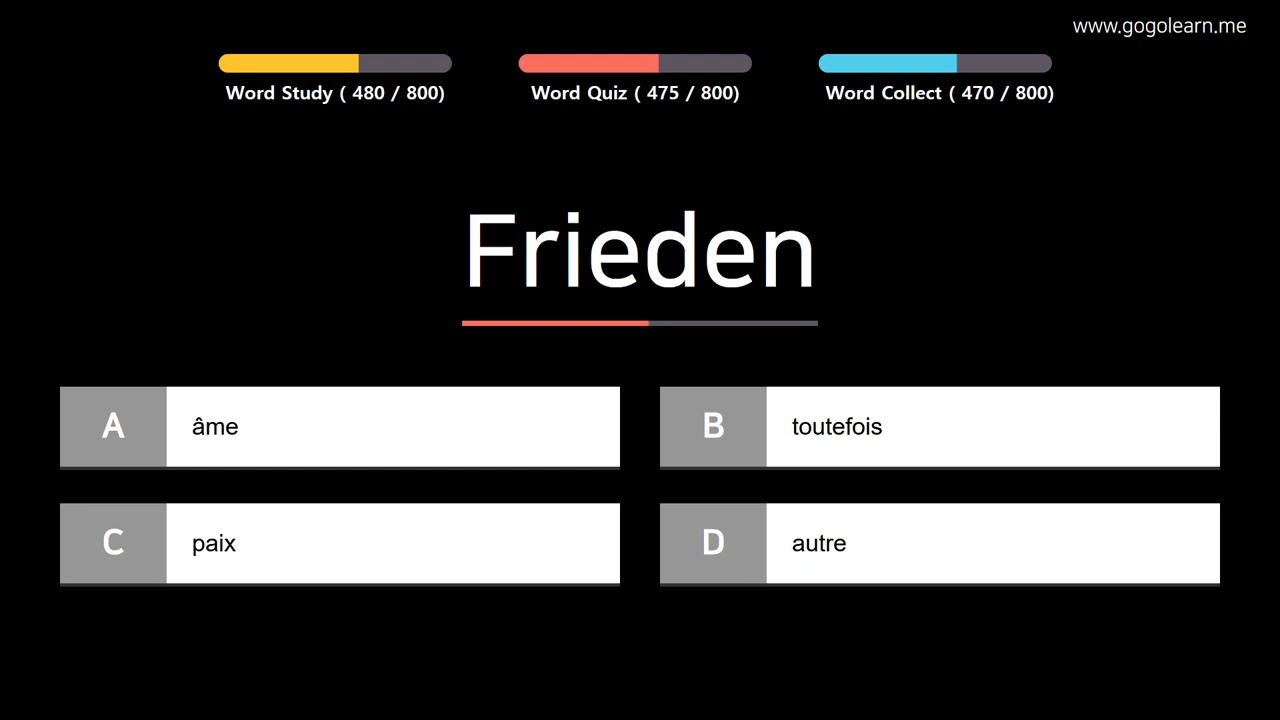 www.gogolearn.me
Word Study ( 480 / 800)
Word Quiz ( 475 / 800)
Word Collect ( 470 / 800)
Frieden
A âme
B toutefois
C paix
D autre